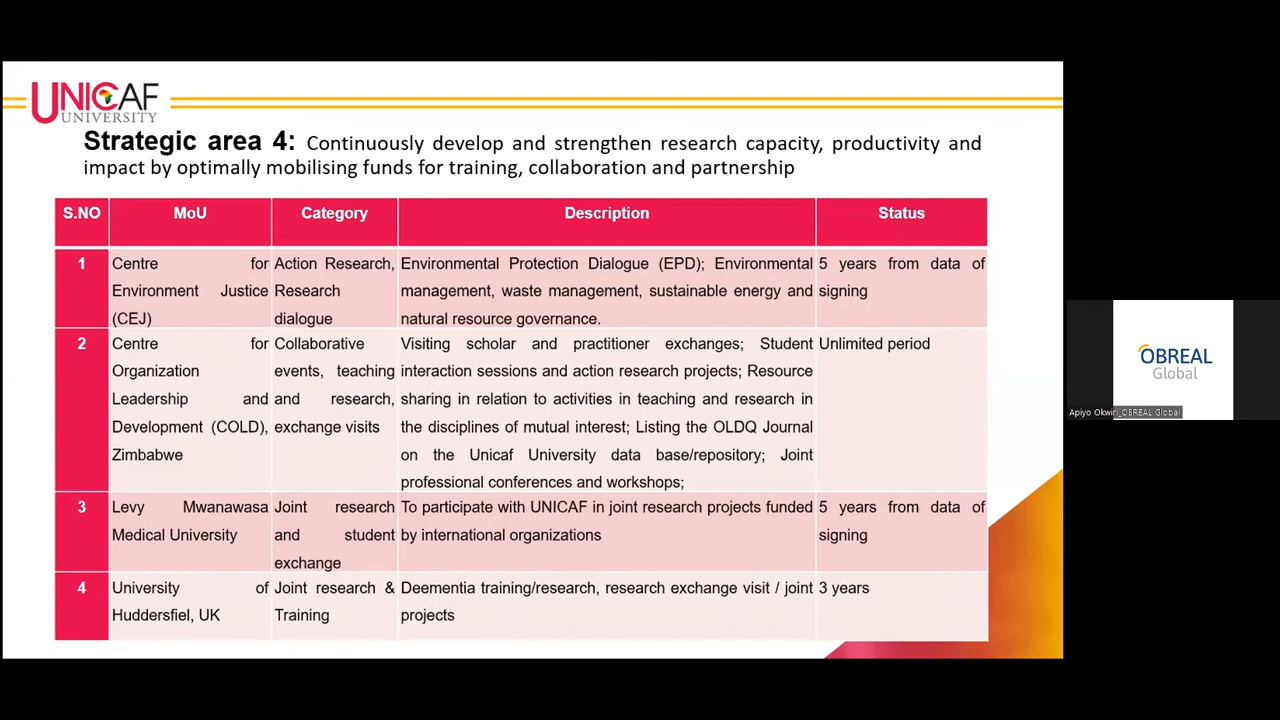 UNICAF
UNIVERSITY
Strategic area 4: Continuously develop and strengthen research capacity, productivity and
impact by optimally mobilising funds for training, collaboration and partnership
S.NO MoU Category Description Status
1 Centre for Action Research, Environmental Protection Dialogue (EPD); Environmental 5 years from data of
Environment Justice Research management, waste management, sustainable energy and signing
(CEJ) dialogue natural resource governance.
2 Centre for Collaborative Visiting scholar and practitioner exchanges; Student Unlimited period
Organization events, teaching interaction sessions and action research projects; Resource
Leadership and and research, sharing in relation to activities in teaching and research in
Development (COLD), exchange visits the disciplines of mutual interest; Listing the OLDQ Journal
Zimbabwe on the Unicaf University data base/repository; Joint
professional conferences and workshops;
3 Levy Mwanawasa Joint research To participate with UNICAF in joint research projects funded 5 years from data of
Medical University and student by international organizations signing
exchange
4 University of Joint research & Deementia training/research, research exchange visit / joint 3 years
Huddersfiel, UK Training projects
OBREAL
Global
Apiyo Okwiri_OBREAL Global